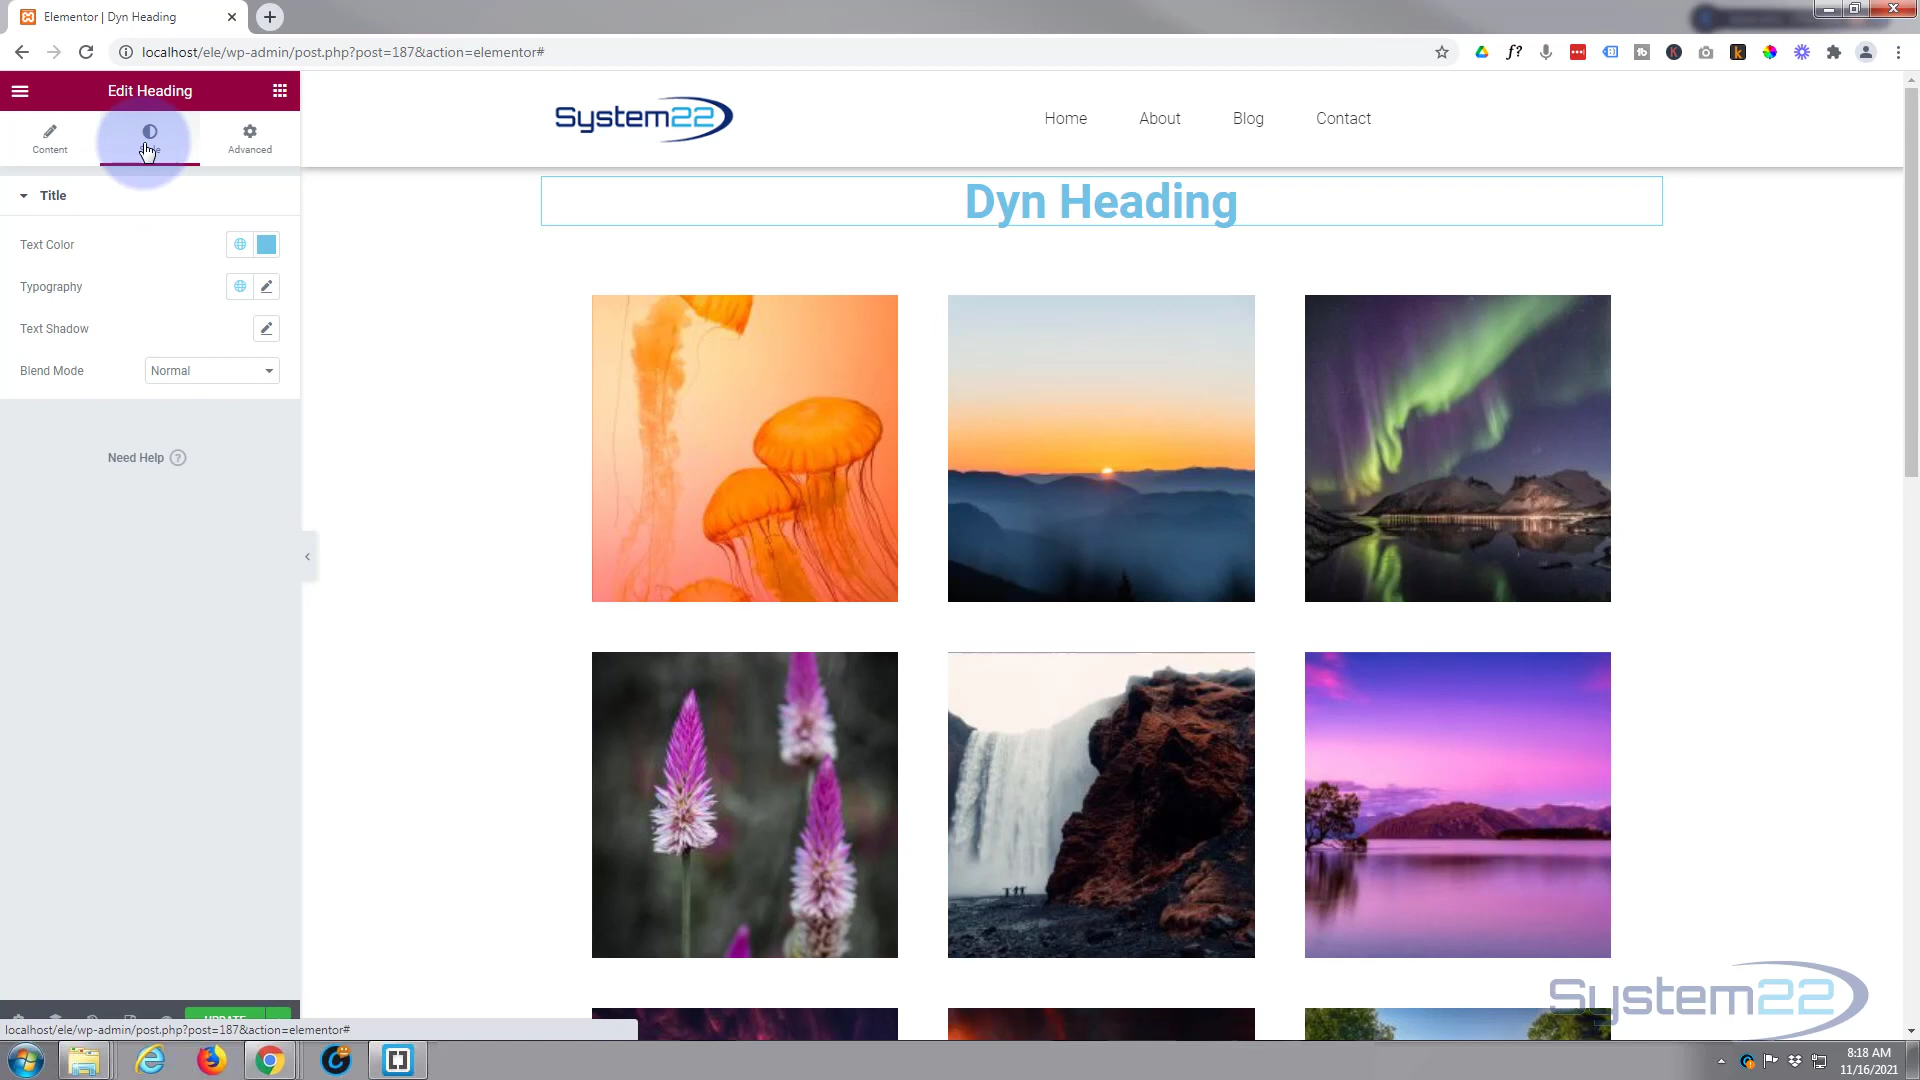 Elementor | Dyn Heading
localhost/ele/wp-admin/post.php?post=187&action=elementor#
Edit Heading
Content
Style
Advanced
System22
Home
About
Blog
Contact
Title
Dyn Heading
Text Color
Typography
Text Shadow
Blend Mode
Normal
Need Help ?
UPDATE
localhost/ele/wp-admin/post.php?post=187&action=elementor#
System22
8:18 AM
11/16/2021